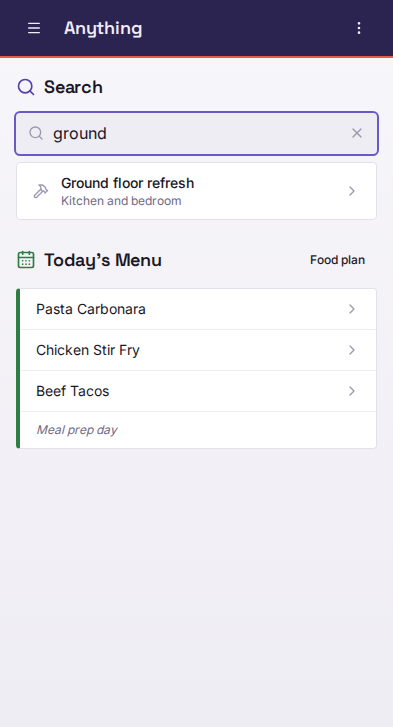 Anything
Search
ground
Ground floor refresh
Kitchen and bedroom
Today's Menu
Food plan
Pasta Carbonara
Chicken Stir Fry
Beef Tacos
Meal prep day